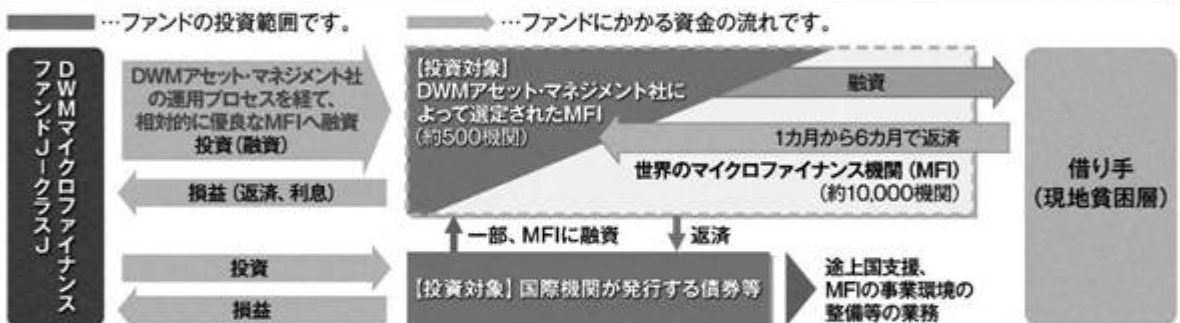 …ファンドの投資範囲です。
…ファンドにかかる資金の流れです。
DWMマイクロファイナンス
ファンドJ－クラスJ
DWMアセット・マネジメント社
の運用プロセスを経て、
相対的に優良なMFIへ融資
投資（融資）
損益（返済、利息）
投資
損益
【投資対象】
DWMアセット・マネジメント社に
よって選定されたMFI
（約500機関）
融資
1カ月から6カ月で返済
世界のマイクロファイナンス機関（MFI）
（約10,000機関）
一部、MFIに融資
返済
【投資対象】国際機関が発行する債券等
途上国支援、
MFIの事業環境の
整備等の業務
借り手
（現地貧困層）